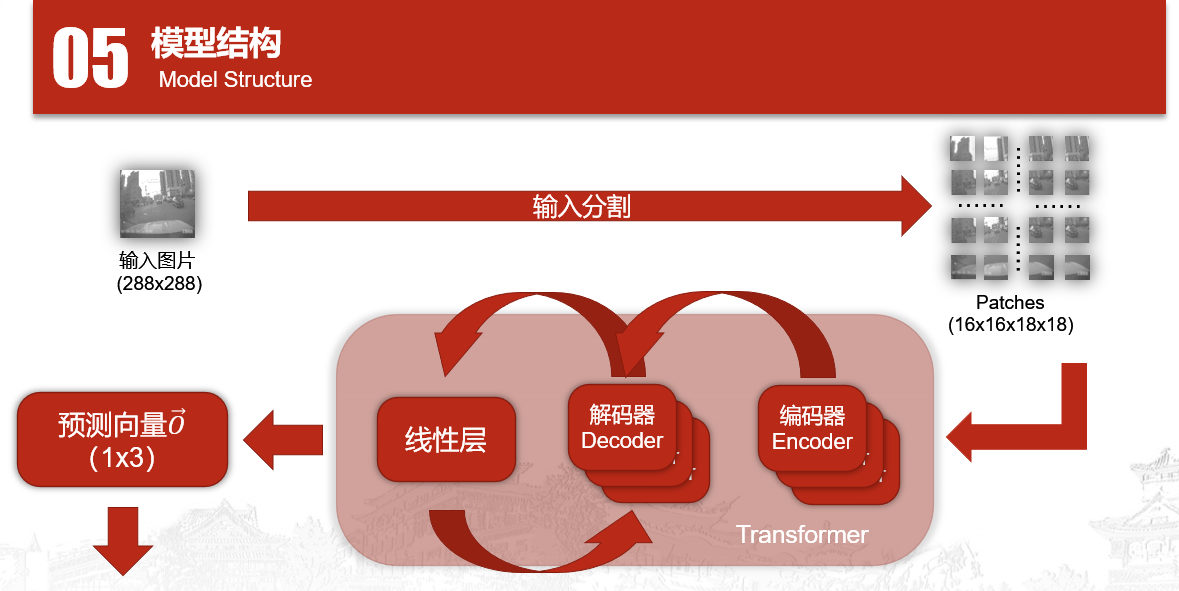 05
模型结构
Model Structure
输入分割
输入图片
(288x288)
Patches
(16x16x18x18)
预测向量O⃗
（1x3）
线性层
解码器
Decoder
编码器
Encoder
Transformer